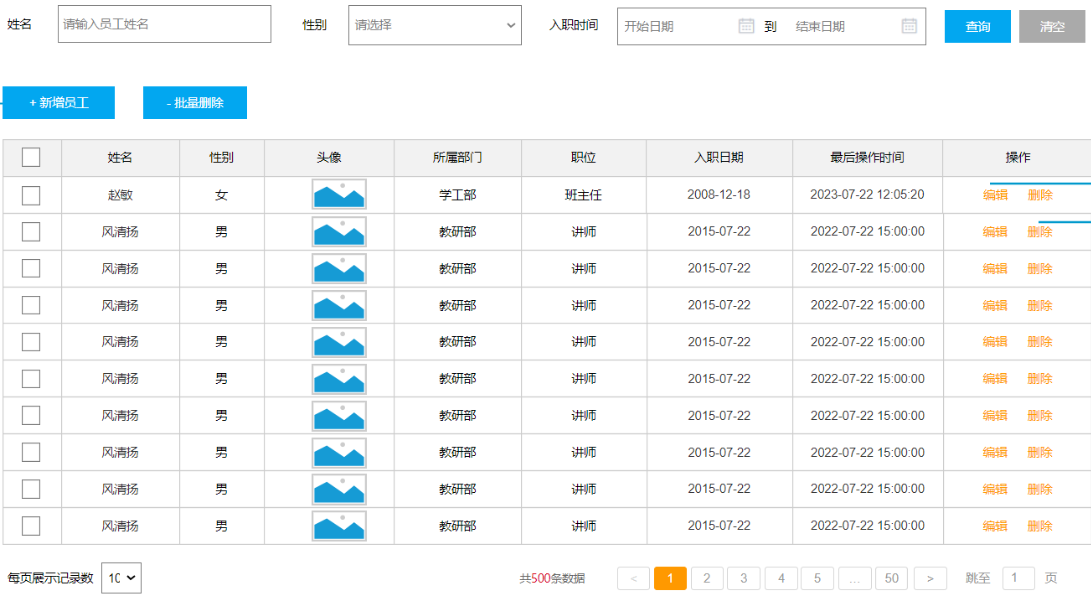 姓名 请输入员工姓名 性别 请选择 入职时间 开始日期 到 结束日期 查询 清空
+ 新增员工 - 批量删除
姓名 性别 头像 所属部门 职位 入职日期 最后操作时间 操作
赵敏 女 学工部 班主任 2008-12-18 2023-07-22 12:05:20 编辑 删除
风清扬 男 教研部 讲师 2015-07-22 2022-07-22 15:00:00 编辑 删除
风清扬 男 教研部 讲师 2015-07-22 2022-07-22 15:00:00 编辑 删除
风清扬 男 教研部 讲师 2015-07-22 2022-07-22 15:00:00 编辑 删除
风清扬 男 教研部 讲师 2015-07-22 2022-07-22 15:00:00 编辑 删除
风清扬 男 教研部 讲师 2015-07-22 2022-07-22 15:00:00 编辑 删除
风清扬 男 教研部 讲师 2015-07-22 2022-07-22 15:00:00 编辑 删除
风清扬 男 教研部 讲师 2015-07-22 2022-07-22 15:00:00 编辑 删除
风清扬 男 教研部 讲师 2015-07-22 2022-07-22 15:00:00 编辑 删除
风清扬 男 教研部 讲师 2015-07-22 2022-07-22 15:00:00 编辑 删除
每页展示记录数 10 共500条数据 < 1 2 3 4 5 ... 50 > 跳至 1 页